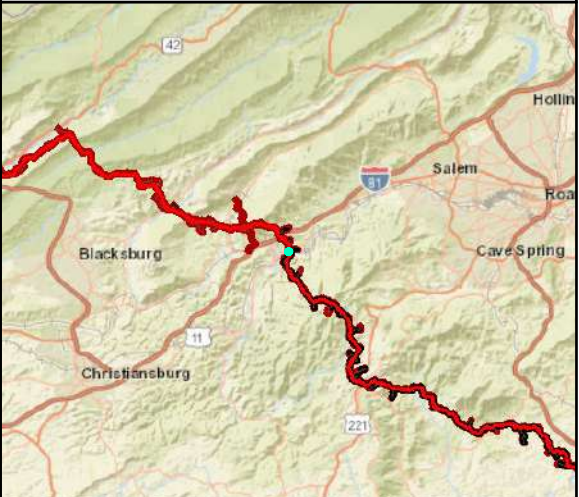 42
Hollin
Salem
81
Roa
Blacksburg
Cave Spring
11
Christiansburg
221